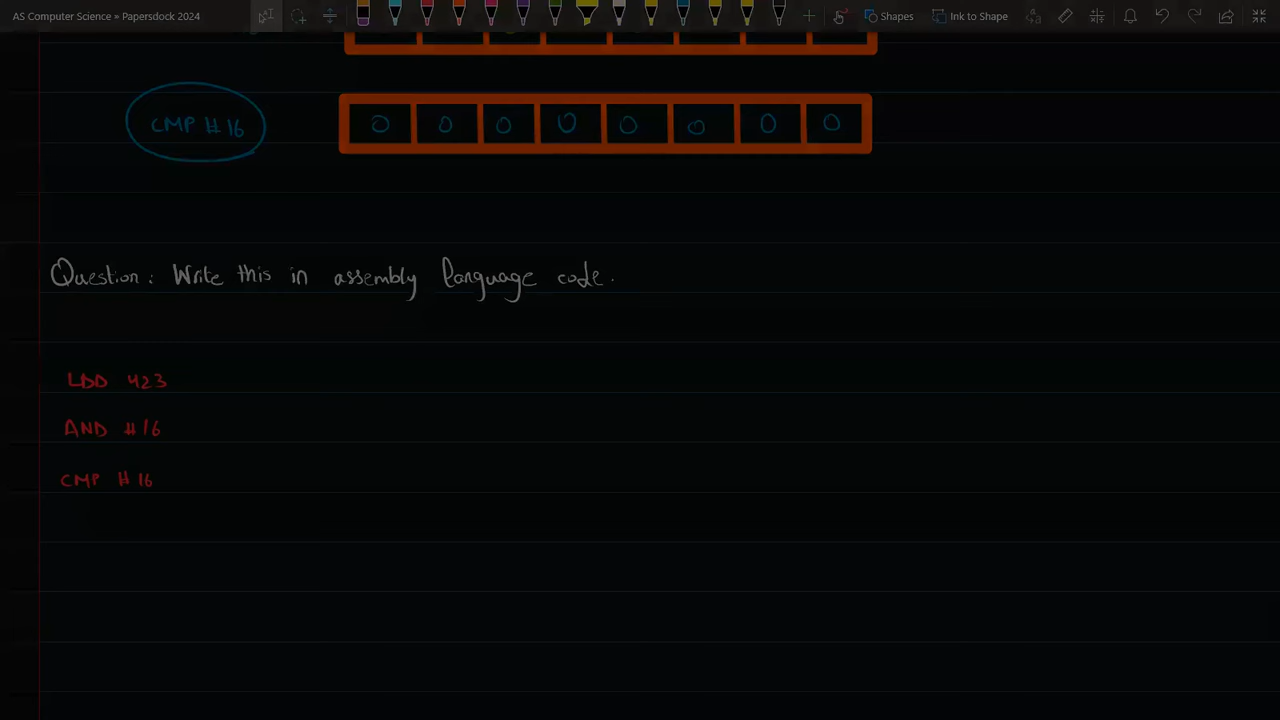 AS Computer Science » Papersdock 2024
Shapes
Ink to Shape
CMP #16
0 0 0 0 0 0 0 0
Question: Write this in assembly language code.
LDD 423
AND #16
CMP #16